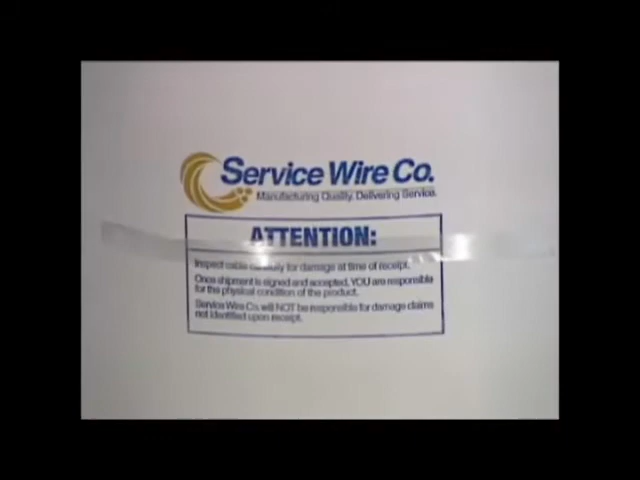 Service Wire Co.
Manufacturing Quality. Delivering Service.
ATTENTION:
Inspect cable carefully for damage at time of receipt.
Once shipment is signed and accepted, YOU are responsible
for the physical condition of the product.
Service Wire Co. will NOT be responsible for damage claims
not identified upon receipt.